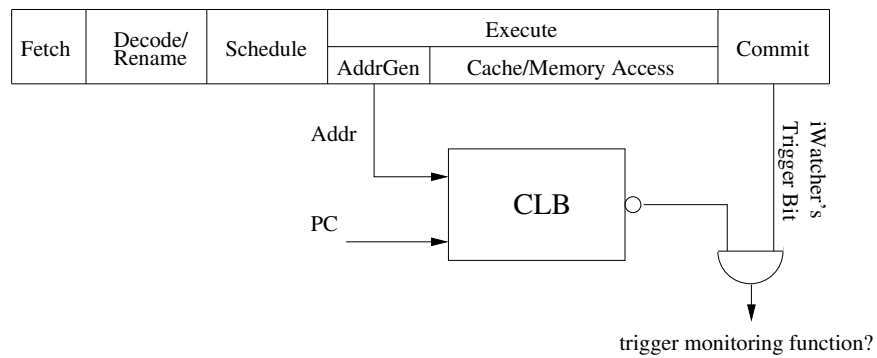 Fetch
Decode/
Rename
Schedule
Execute
AddrGen
Cache/Memory Access
Commit
Addr
PC
CLB
iWatcher's
Trigger Bit
trigger monitoring function?